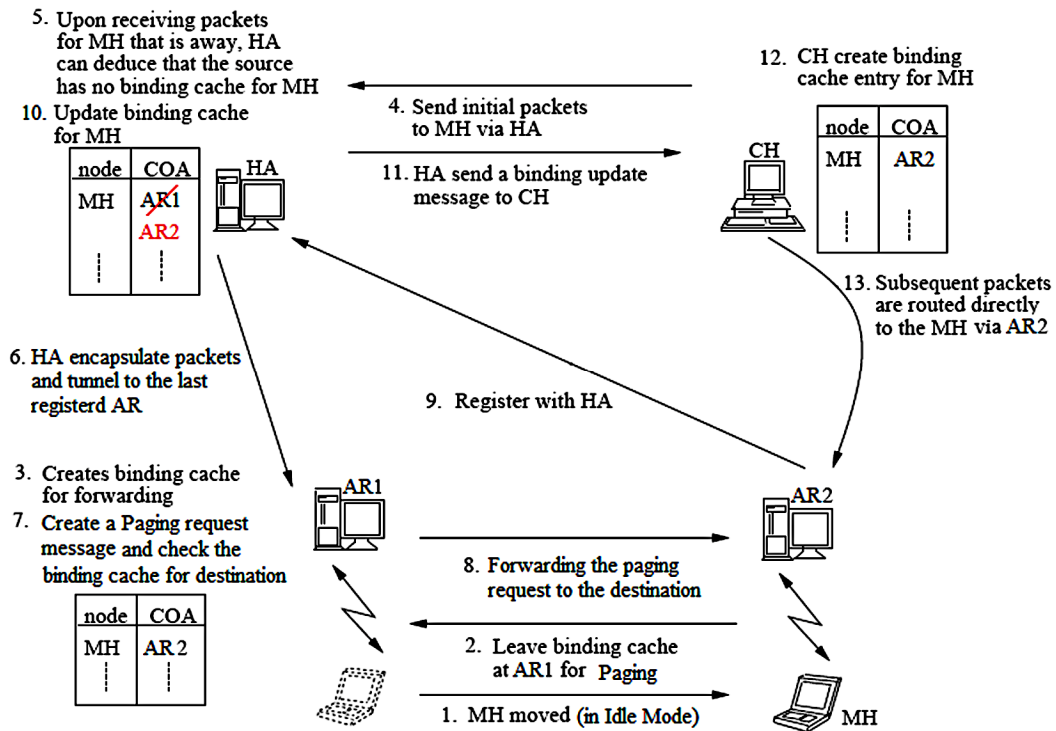 5. Upon receiving packets
for MH that is away, HA
can deduce that the source
has no binding cache for MH
10. Update binding cache
for MH
node COA
MH AR1
AR2
HA
4. Send initial packets
to MH via HA
11. HA send a binding update
message to CH
12. CH create binding
cache entry for MH
CH
node COA
MH AR2
13. Subsequent packets
are routed directly
to the MH via AR2
6. HA encapsulate packets
and tunnel to the last
registerd AR
9. Register with HA
3. Creates binding cache
for forwarding
7. Create a Paging request
message and check the
binding cache for destination
node COA
MH AR2
AR1
AR2
8. Forwarding the paging
request to the destination
2. Leave binding cache
at AR1 for Paging
1. MH moved (in Idle Mode)
MH